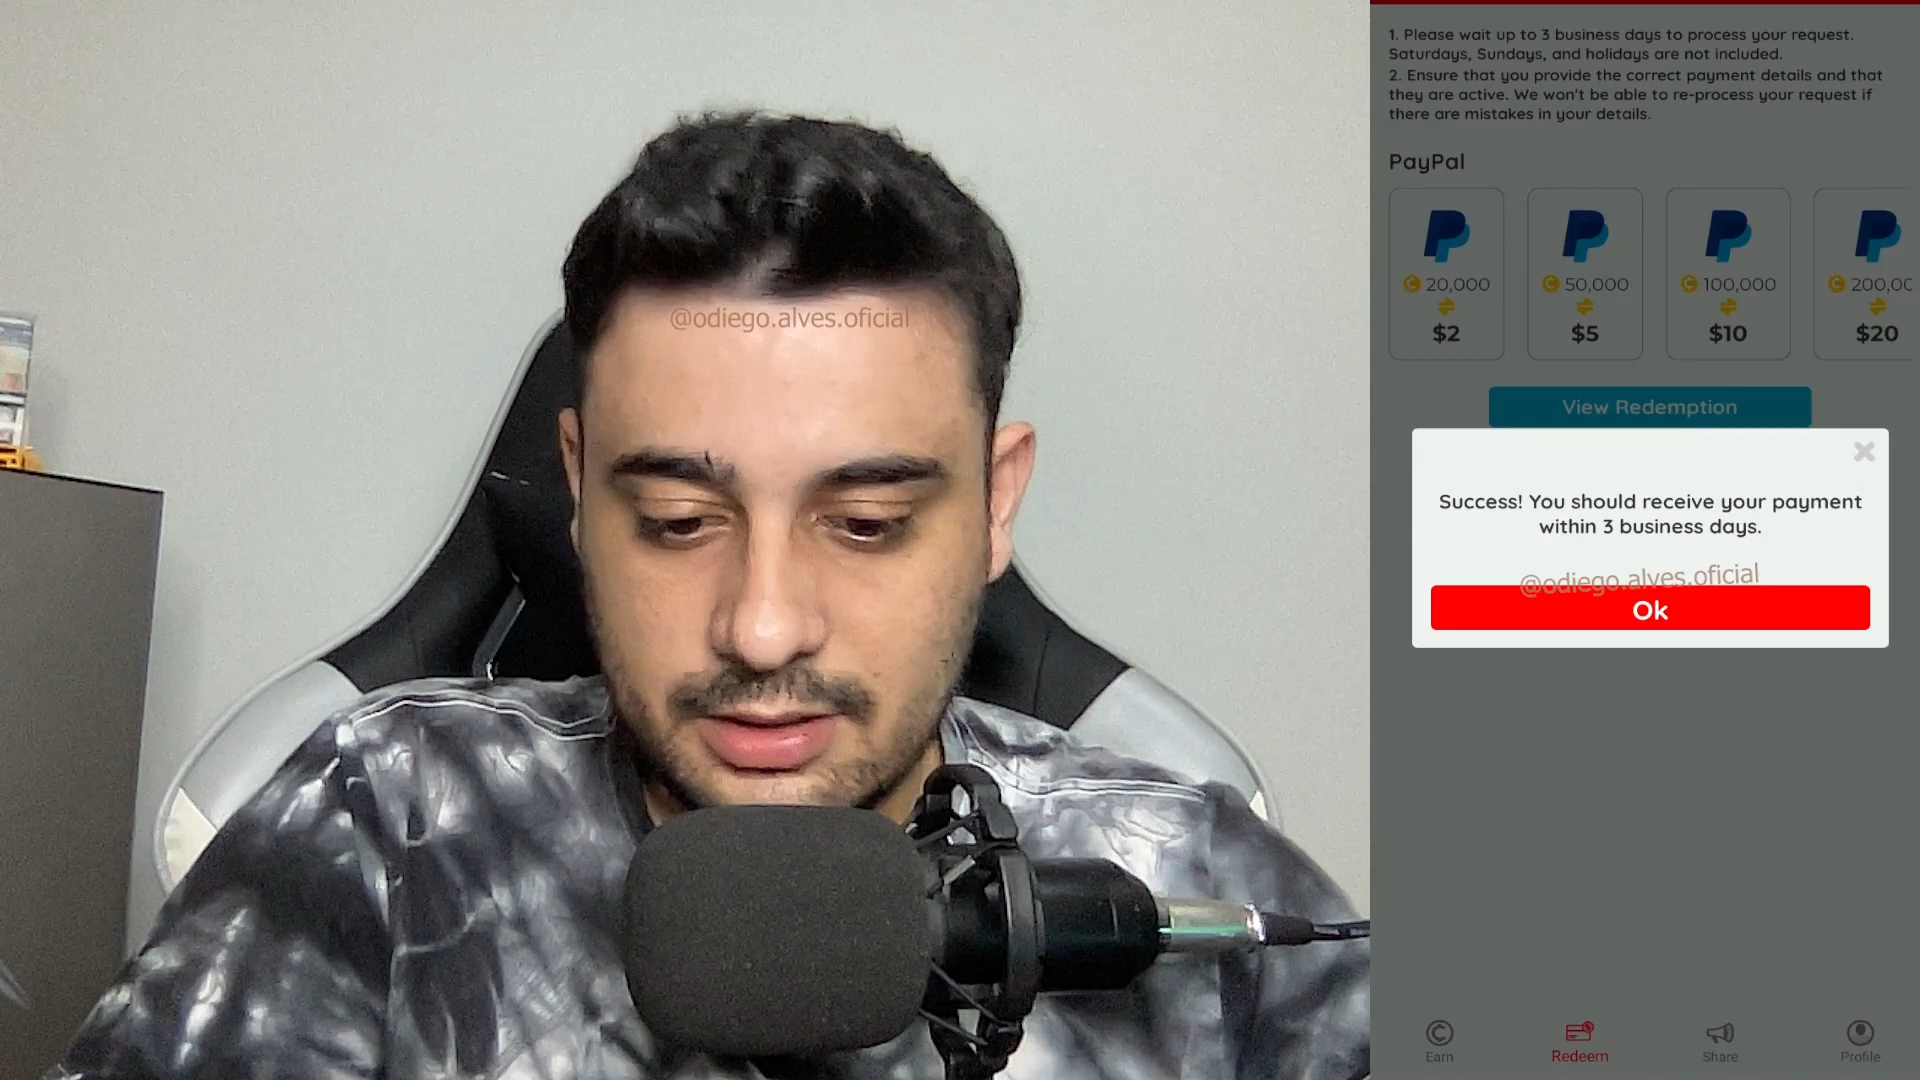 @odiego.alves.oficial
1. Please wait up to 3 business days to process your request.
Saturdays, Sundays, and holidays are not included.
2. Ensure that you provide the correct payment details and that
they are active. We won't be able to re-process your request if
there are mistakes in your details.
PayPal
20,000
$2
50,000
$5
100,000
$10
200,00
$20
View Redemption
Success! You should receive your payment
within 3 business days.
@odiego.alves.oficial
Ok
Earn
Redeem
Share
Profile